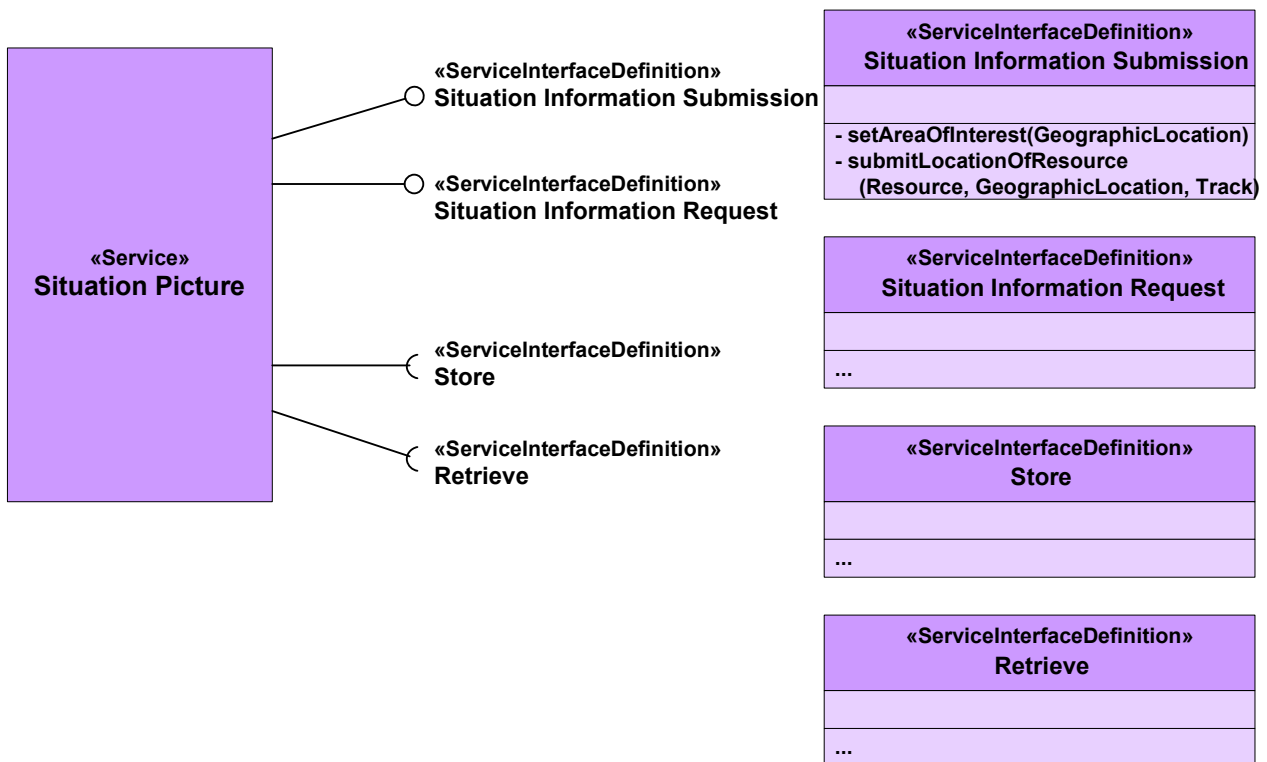 «Service»
Situation Picture
«ServiceInterfaceDefinition»
Situation Information Submission
«ServiceInterfaceDefinition»
Situation Information Request
«ServiceInterfaceDefinition»
Store
«ServiceInterfaceDefinition»
Retrieve
«ServiceInterfaceDefinition»
Situation Information Submission
- setAreaOfInterest(GeographicLocation)
- submitLocationOfResource
(Resource, GeographicLocation, Track)
«ServiceInterfaceDefinition»
Situation Information Request
...
«ServiceInterfaceDefinition»
Store
...
«ServiceInterfaceDefinition»
Retrieve
...